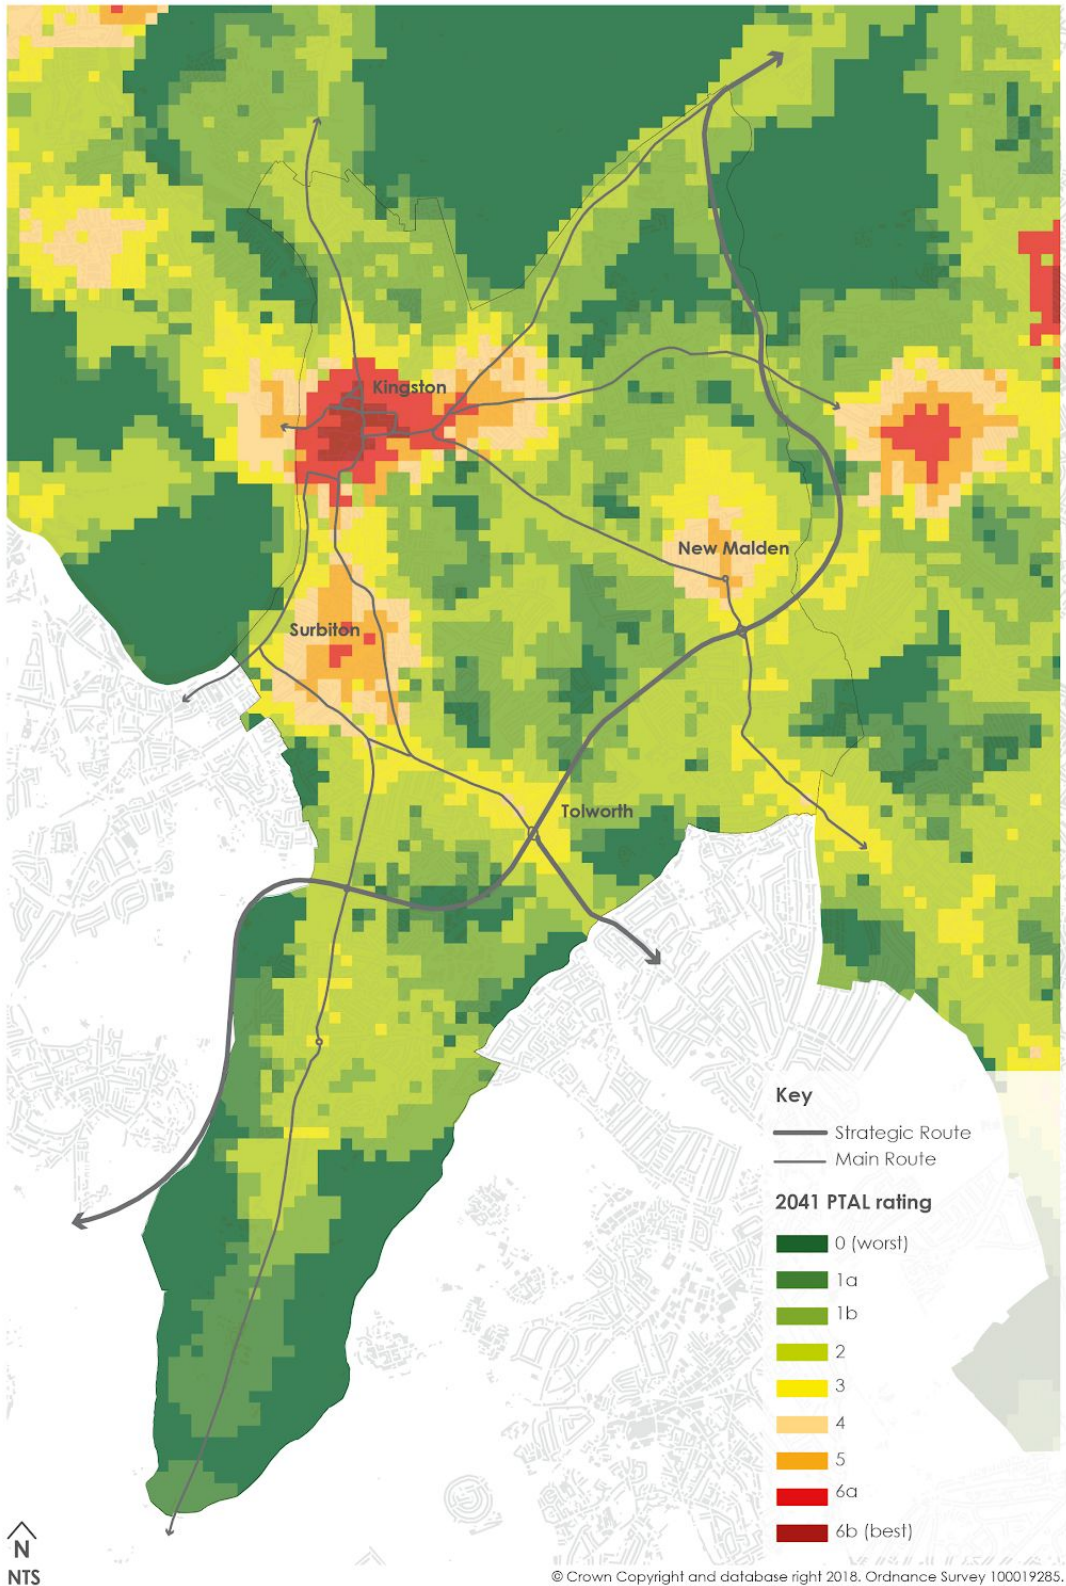 Kingston
New Malden
Surbiton
Tolworth
Key
Strategic Route
Main Route
2041 PTAL rating
0 (worst)
1a
1b
2
3
4
5
6a
6b (best)
N
NTS
© Crown Copyright and database right 2018. Ordnance Survey 100019285.